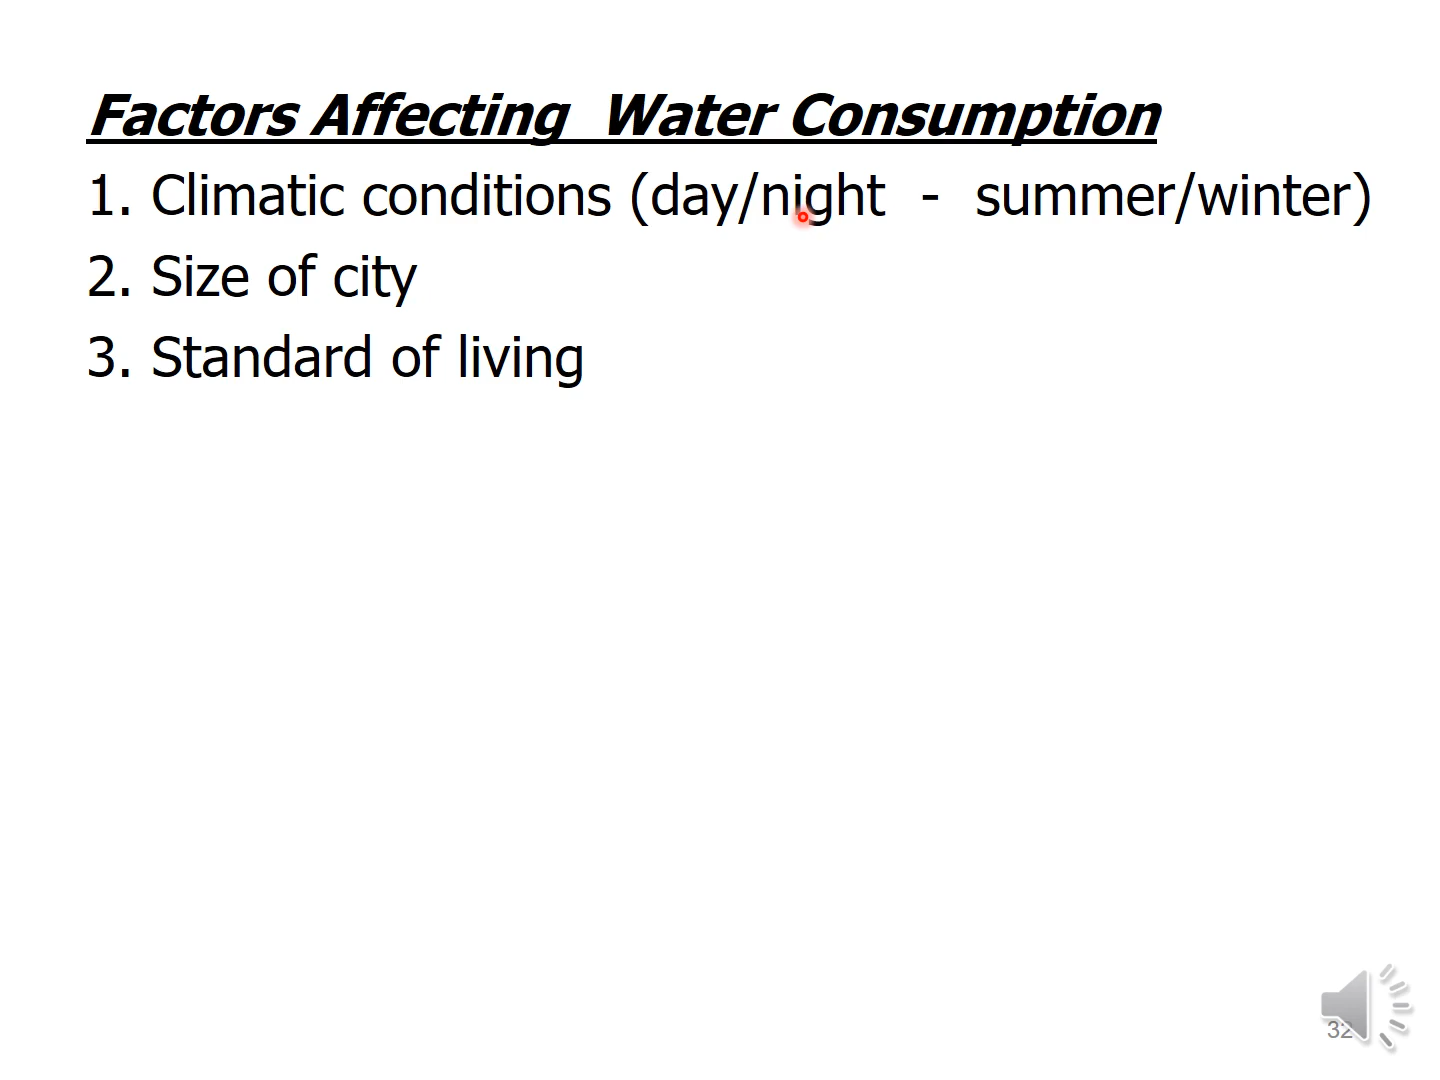 Factors Affecting  Water Consumption
1. Climatic conditions (day/night  -  summer/winter)
2. Size of city
3. Standard of living
32